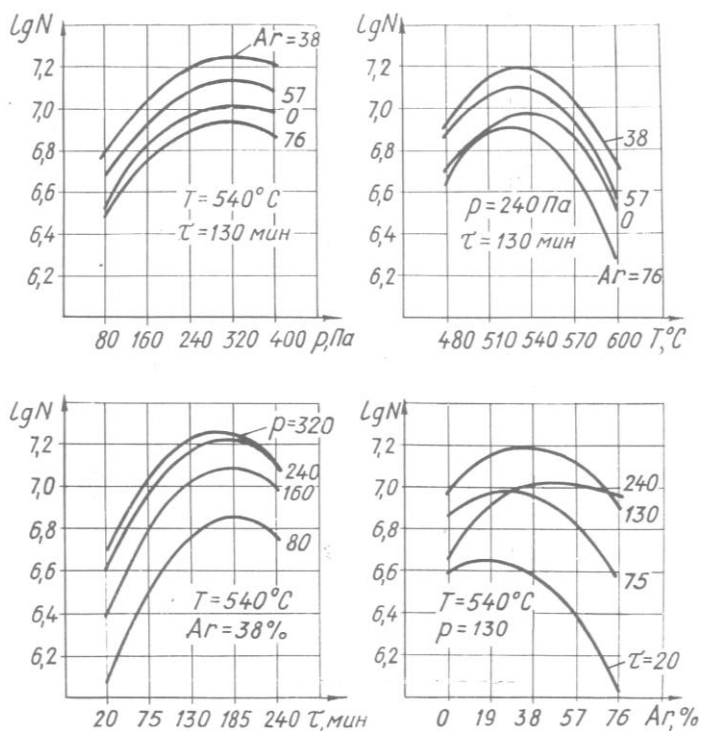 lgN
Ar=38
7,2
7,0
6,8
6,6
6,4
6,2
57
0
76
T=540°C
τ=130 мин
80 160 240 320 400 p,Па
lgN
7,2
7,0
6,8
6,6
6,4
6,2
38
57
0
p=240 Па
τ=130 мин
Ar=76
480 510 540 570 600 T,°C
lgN
p=320
7,2
7,0
6,8
6,6
6,4
6,2
240
160
80
T=540°C
Ar=38%
20 75 130 185 240 τ,мин
lgN
7,2
7,0
6,8
6,6
6,4
6,2
240
130
75
T=540°C
p=130
τ=20
0 19 38 57 76 Ar,%